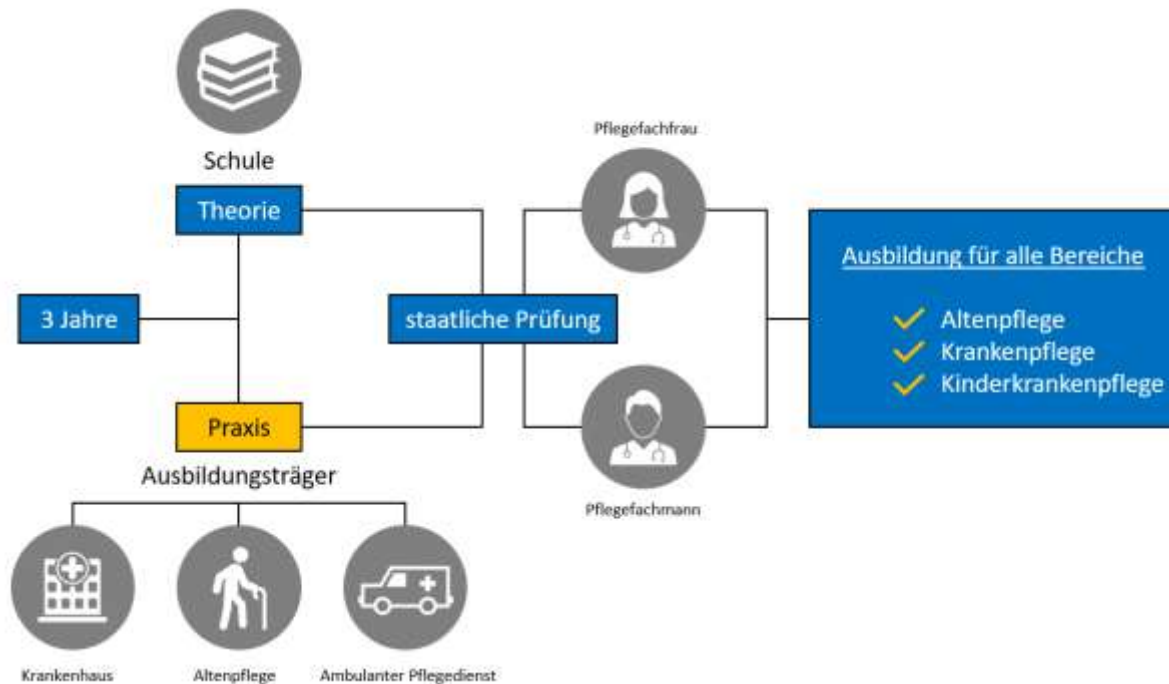 Schule
Theorie
3 Jahre
Praxis
Ausbildungsträger
Krankenhaus
Altenpflege
Ambulanter Pflegedienst
staatliche Prüfung
Pflegefachfrau
Pflegefachmann
Ausbildung für alle Bereiche
Altenpflege
Krankenpflege
Kinderkrankenpflege